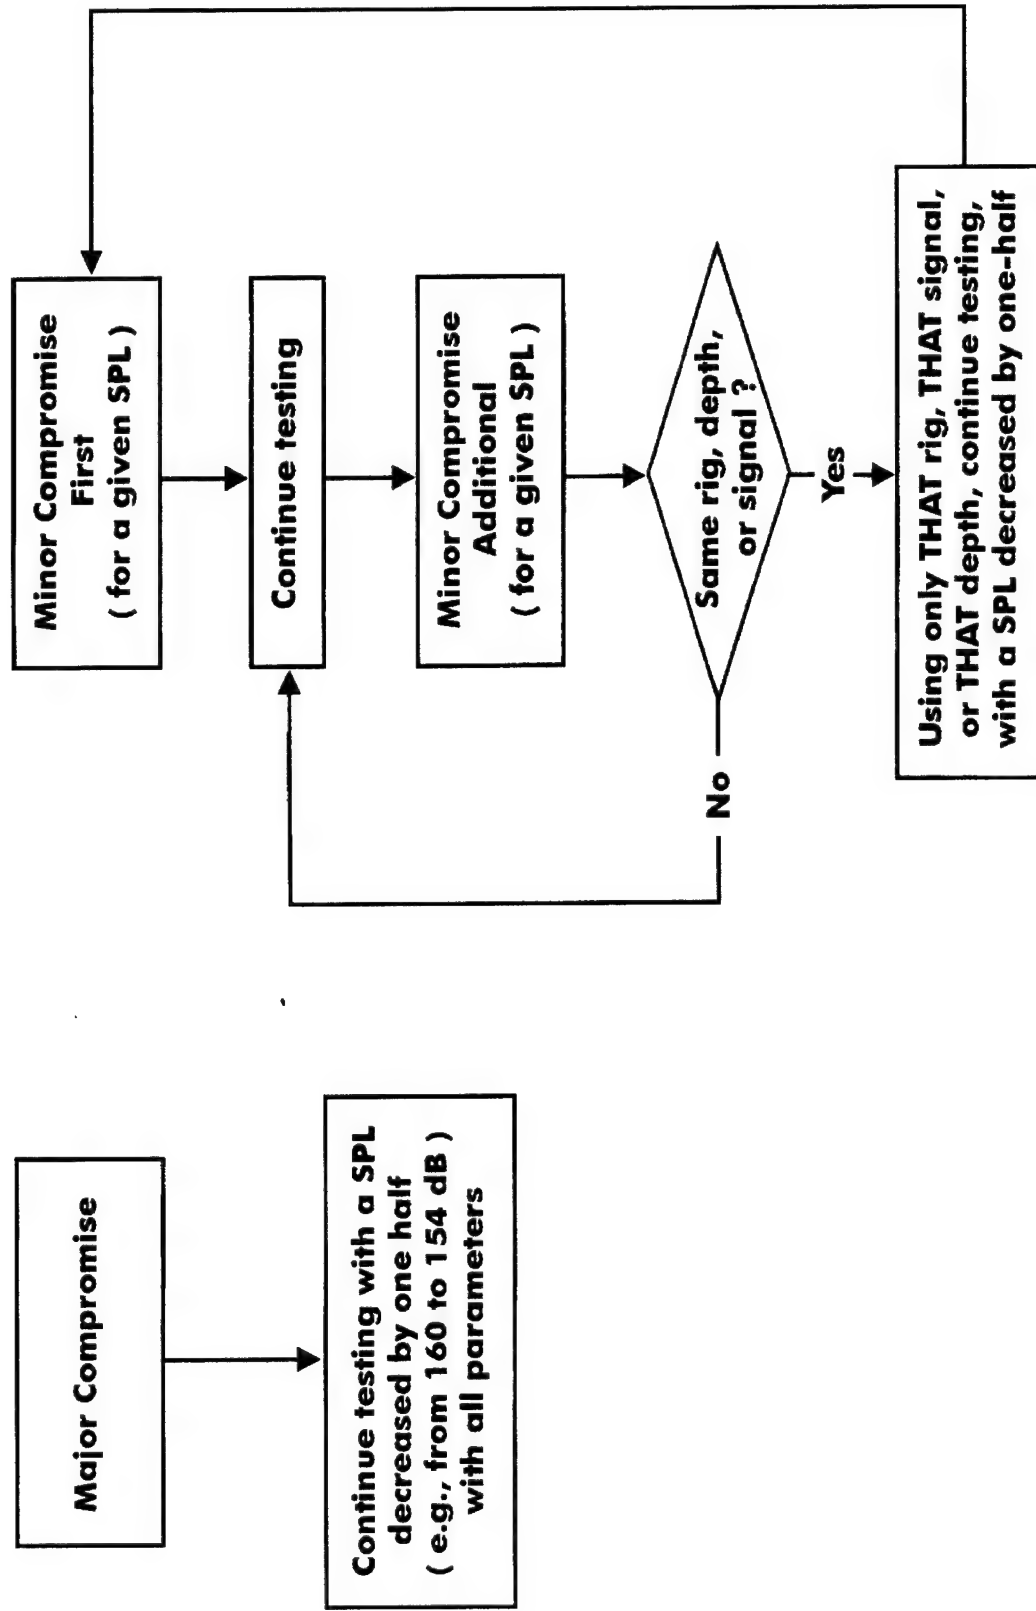 Major Compromise
Continue testing with a SPL
decreased by one half
( e.g., from 160 to 154 dB )
with all parameters
Minor Compromise
First
( for a given SPL )
Continue testing
Minor Compromise
Additional
(for a given SPL )
Same rig, depth,
or signal ?
No
Yes
Using only THAT rig, THAT signal,
or THAT depth, continue testing,
with a SPL decreased by one-half